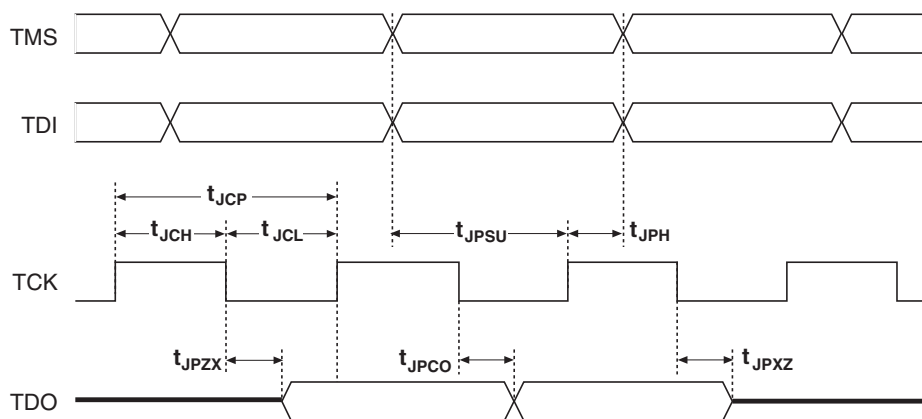 TMS
TDI
tJCP
tJCH tJCL tJPSU tJPH
TCK
tJPZX tJPCO tJPXZ
TDO